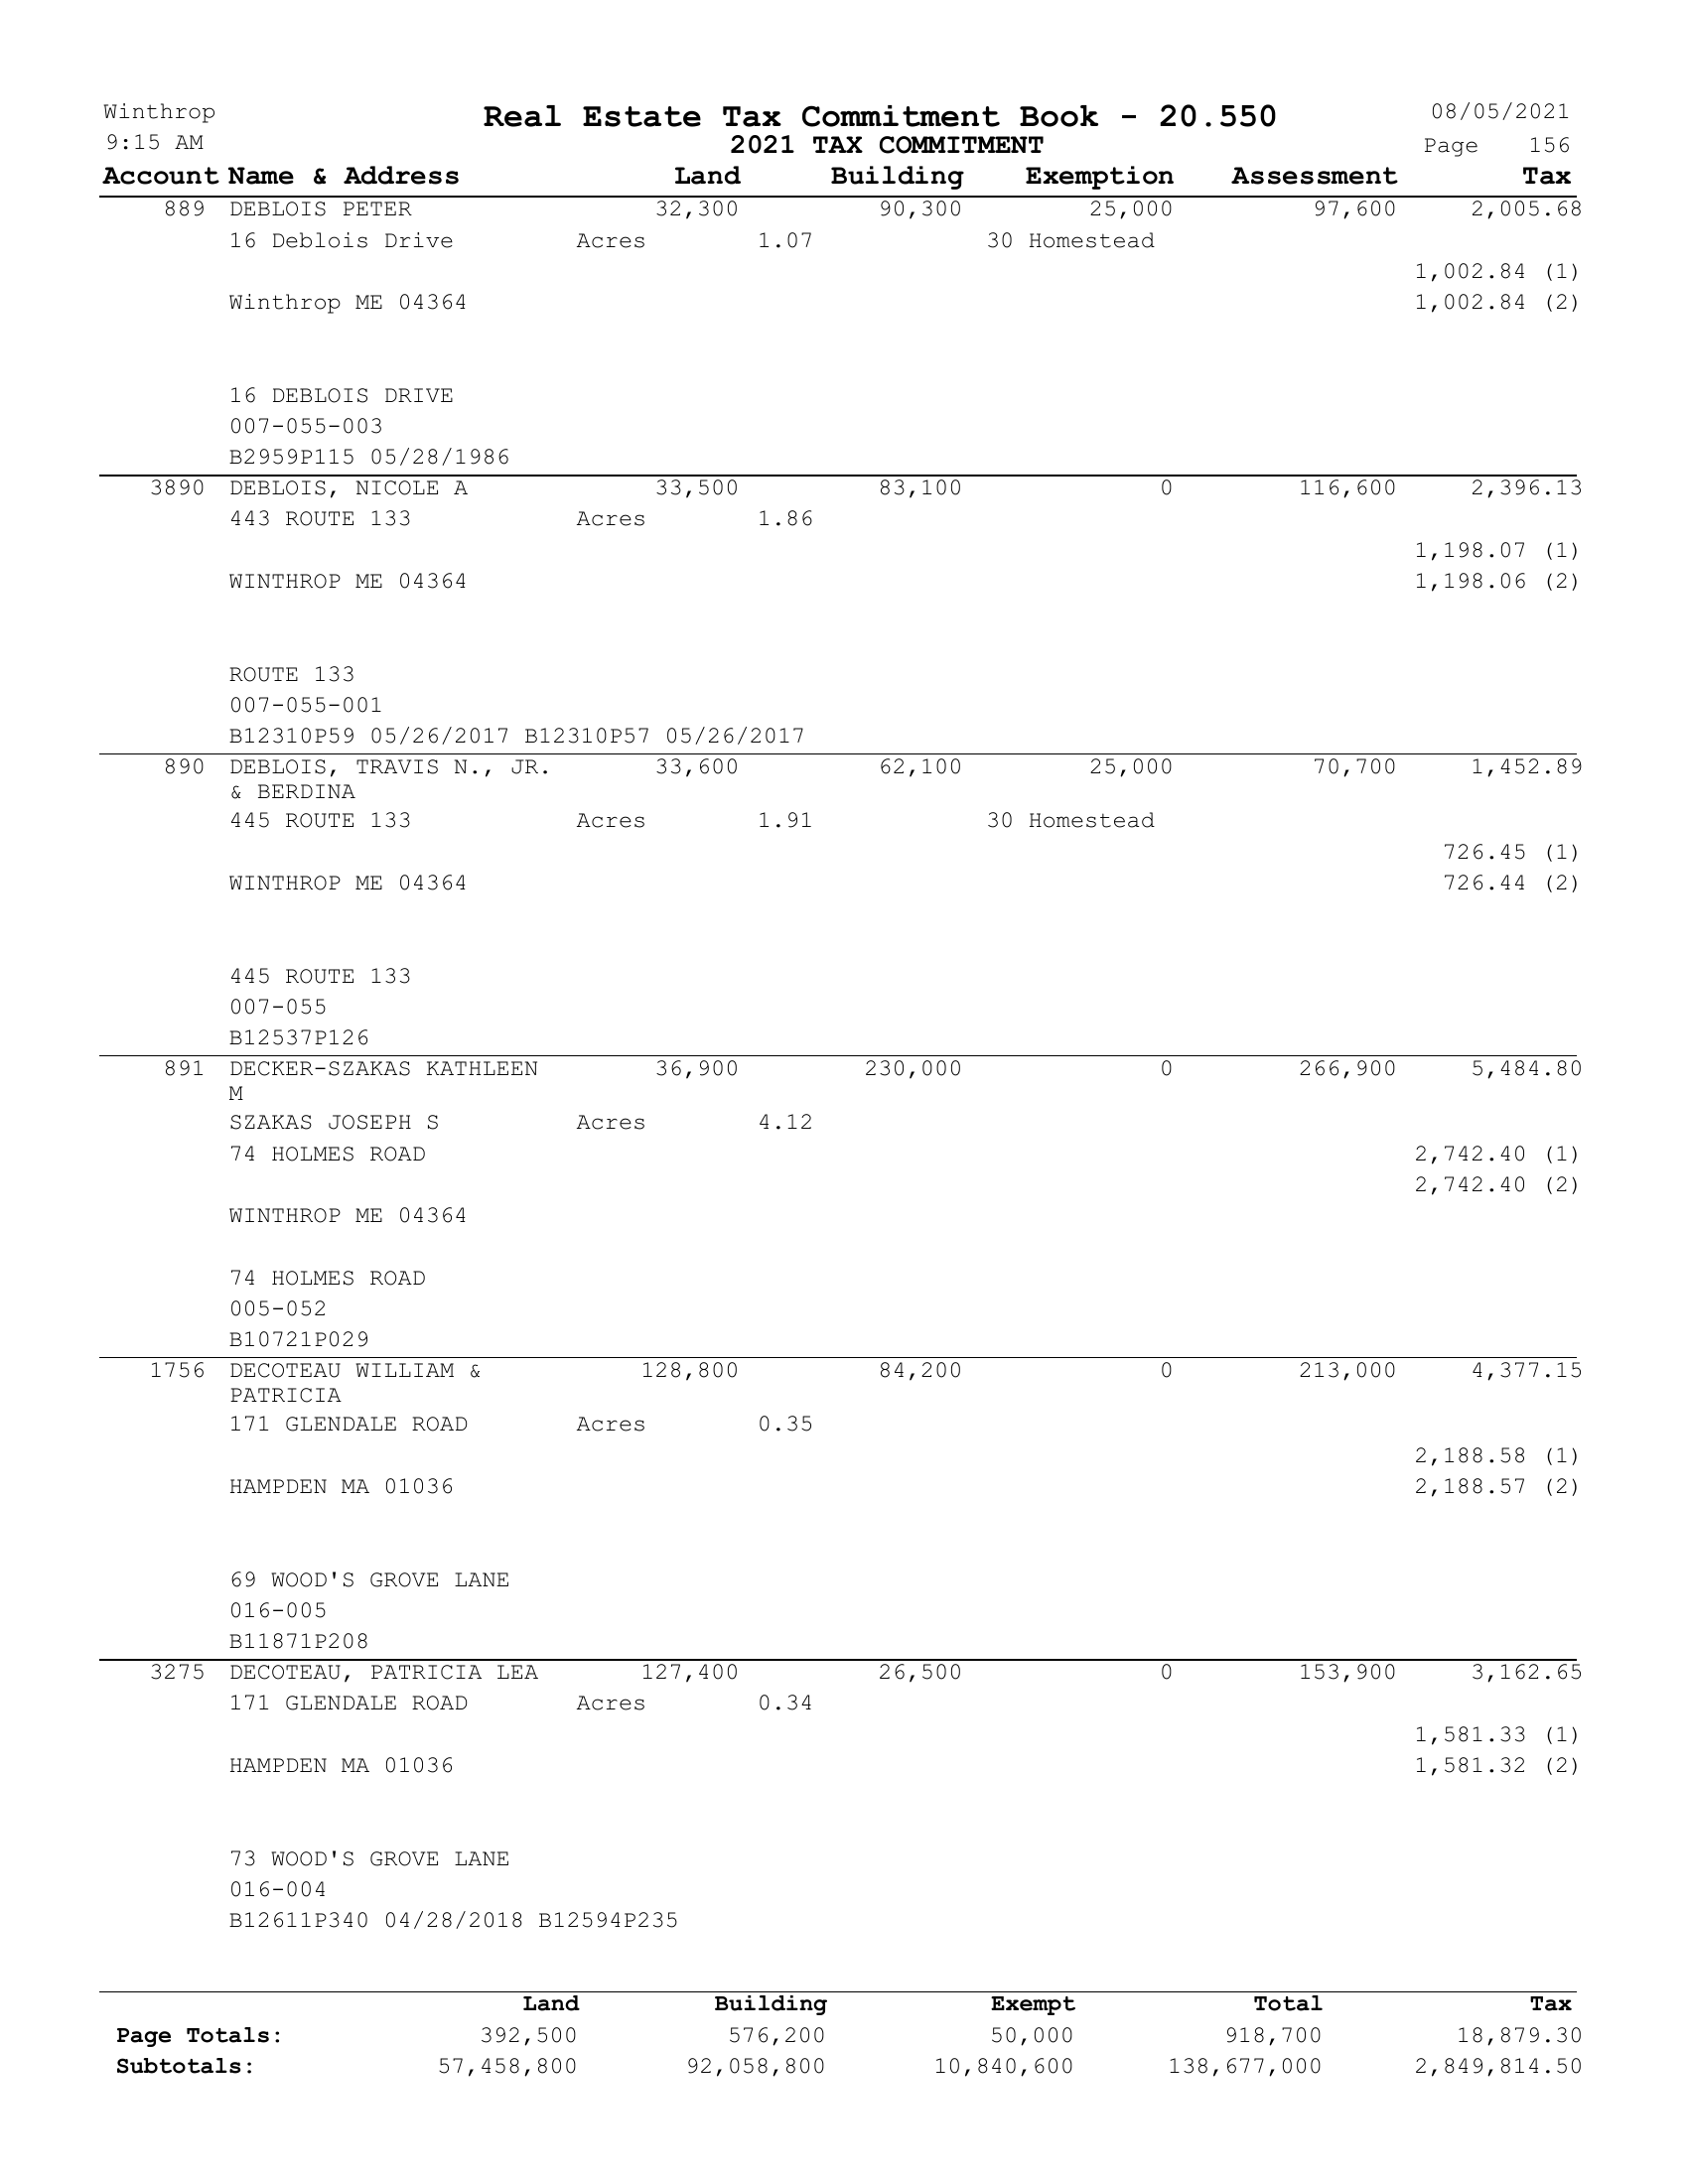 Winthrop Real Estate Tax Commitment Book - 20.550 08/05/2021
9:15 AM 2021 TAX COMMITMENT Page 156
Account Name & Address Land Building Exemption Assessment Tax
889 DEBLOIS PETER 32,300 90,300 25,000 97,600 2,005.68
16 Deblois Drive Acres 1.07 30 Homestead
1,002.84 (1)
Winthrop ME 04364 1,002.84 (2)
16 DEBLOIS DRIVE
007-055-003
B2959P115 05/28/1986
3890 DEBLOIS, NICOLE A 33,500 83,100 0 116,600 2,396.13
443 ROUTE 133 Acres 1.86
1,198.07 (1)
WINTHROP ME 04364 1,198.06 (2)
ROUTE 133
007-055-001
B12310P59 05/26/2017 B12310P57 05/26/2017
890 DEBLOIS, TRAVIS N., JR. 33,600 62,100 25,000 70,700 1,452.89
& BERDINA
445 ROUTE 133 Acres 1.91 30 Homestead
726.45 (1)
WINTHROP ME 04364 726.44 (2)
445 ROUTE 133
007-055
B12537P126
891 DECKER-SZAKAS KATHLEEN 36,900 230,000 0 266,900 5,484.80
M
SZAKAS JOSEPH S Acres 4.12
74 HOLMES ROAD 2,742.40 (1)
2,742.40 (2)
WINTHROP ME 04364
74 HOLMES ROAD
005-052
B10721P029
1756 DECOTEAU WILLIAM & 128,800 84,200 0 213,000 4,377.15
PATRICIA
171 GLENDALE ROAD Acres 0.35
2,188.58 (1)
HAMPDEN MA 01036 2,188.57 (2)
69 WOOD'S GROVE LANE
016-005
B11871P208
3275 DECOTEAU, PATRICIA LEA 127,400 26,500 0 153,900 3,162.65
171 GLENDALE ROAD Acres 0.34
1,581.33 (1)
HAMPDEN MA 01036 1,581.32 (2)
73 WOOD'S GROVE LANE
016-004
B12611P340 04/28/2018 B12594P235
Land Building Exempt Total Tax
Page Totals: 392,500 576,200 50,000 918,700 18,879.30
Subtotals: 57,458,800 92,058,800 10,840,600 138,677,000 2,849,814.50